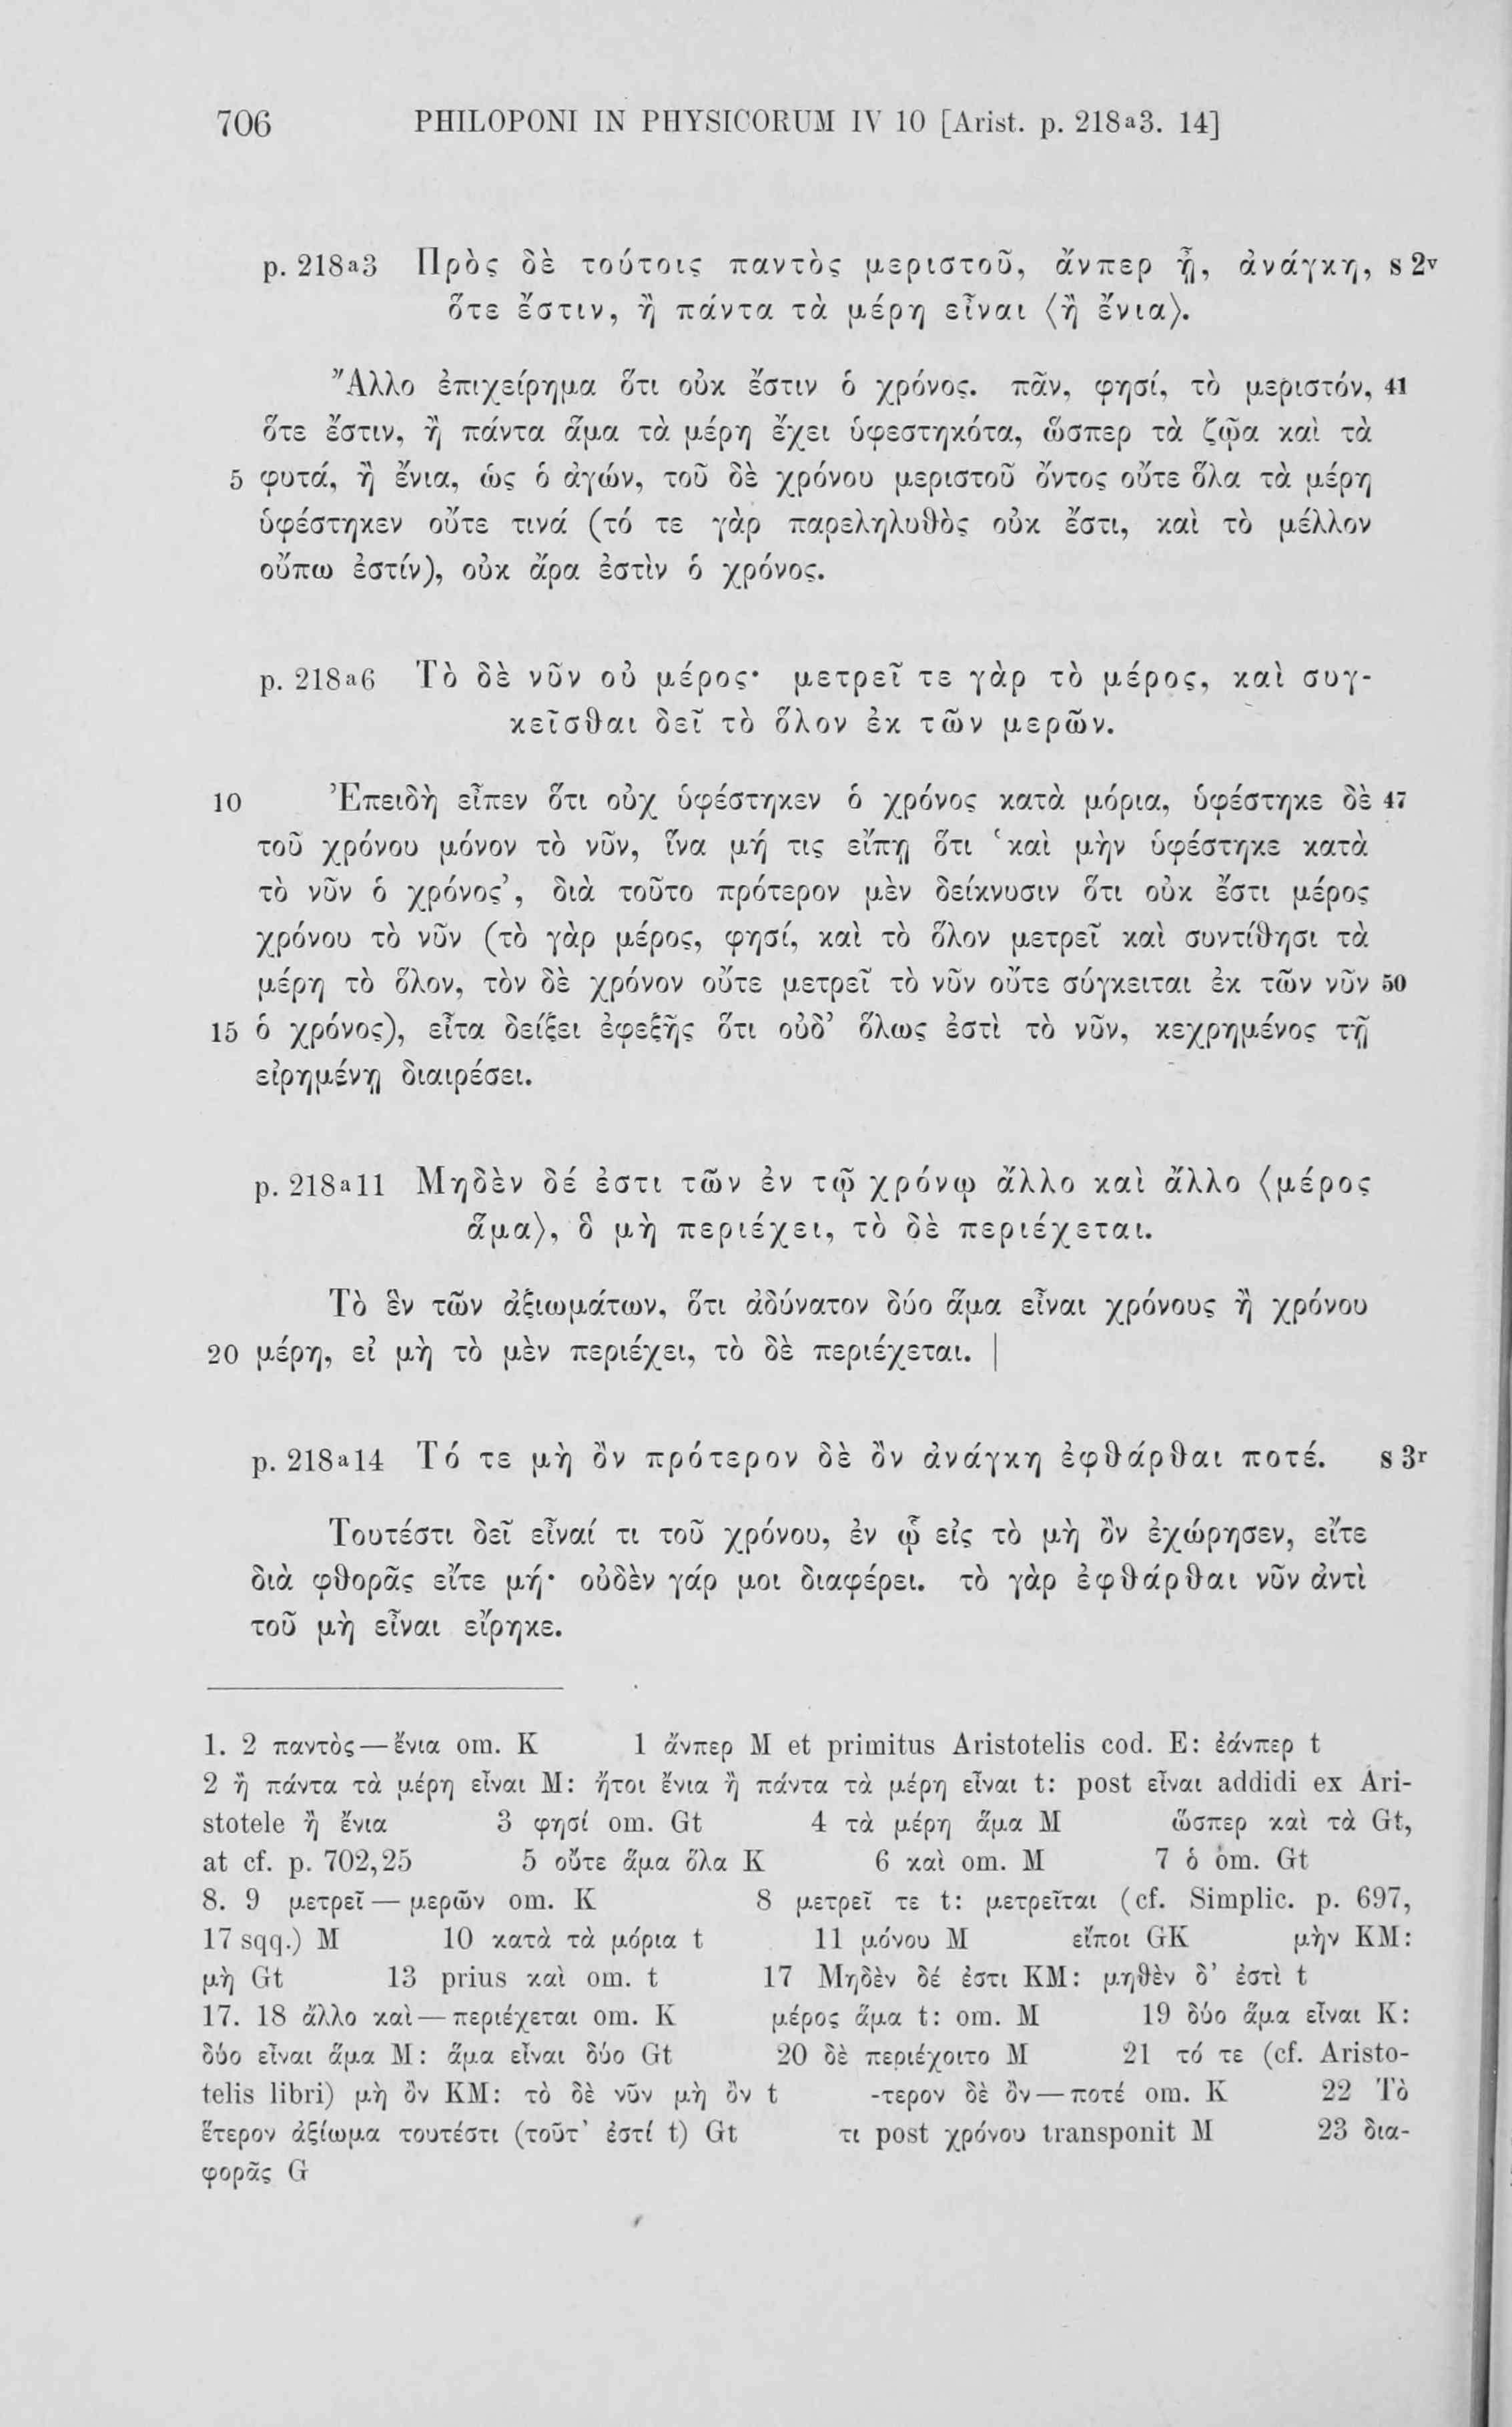 706 PHILOPONI IN PHYSICORUM IV 10 [Arist. p. 218a3. 14]
p. 218a3 Πρὸς δὲ τούτοις παντὸς μεριστοῦ, ἄνπερ ᾖ, ἀνάγκη, s 2v
ὅτε ἔστιν, ἢ πάντα τὰ μέρη εἶναι ⟨ἢ ἔνια⟩.
Ἄλλο ἐπιχείρημα ὅτι οὐκ ἔστιν ὁ χρόνος. πᾶν, φησί, τὸ μεριστόν, 41
ὅτε ἔστιν, ἢ πάντα ἅμα τὰ μέρη ἔχει ὑφεστηκότα, ὥσπερ τὰ ζῷα καὶ τὰ
5 φυτά, ἢ ἔνια, ὡς ὁ ἀγών, τοῦ δὲ χρόνου μεριστοῦ ὄντος οὔτε ὅλα τὰ μέρη
ὑφέστηκεν οὔτε τινά (τό τε γὰρ παρεληλυθὸς οὐκ ἔστι, καὶ τὸ μέλλον
οὔπω ἐστίν), οὐκ ἄρα ἐστὶν ὁ χρόνος.
p. 218a6 Τὸ δὲ νῦν οὐ μέρος· μετρεῖ τε γὰρ τὸ μέρος, καὶ συγ-
κεῖσθαι δεῖ τὸ ὅλον ἐκ τῶν μερῶν.
10 Ἐπειδὴ εἶπεν ὅτι οὐχ ὑφέστηκεν ὁ χρόνος κατὰ μόρια, ὑφέστηκε δὲ 47
τοῦ χρόνου μόνον τὸ νῦν, ἵνα μή τις εἴπῃ ὅτι ‘καὶ μὴν ὑφέστηκε κατὰ
τὸ νῦν ὁ χρόνος’, διὰ τοῦτο πρότερον μὲν δείκνυσιν ὅτι οὐκ ἔστι μέρος
χρόνου τὸ νῦν (τὸ γὰρ μέρος, φησί, καὶ τὸ ὅλον μετρεῖ καὶ συντίθησι τὰ
μέρη τὸ ὅλον, τὸν δὲ χρόνον οὔτε μετρεῖ τὸ νῦν οὔτε σύγκειται ἐκ τῶν νῦν 50
15 ὁ χρόνος), εἶτα δείξει ἐφεξῆς ὅτι οὐδ’ ὅλως ἐστὶ τὸ νῦν, κεχρημένος τῇ
εἰρημένῃ διαιρέσει.
p. 218a11 Μηδὲν δέ ἐστι τῶν ἐν τῷ χρόνῳ ἄλλο καὶ ἄλλο ⟨μέρος
ἅμα⟩, ὃ μὴ περιέχει, τὸ δὲ περιέχεται.
Τὸ ἓν τῶν ἀξιωμάτων, ὅτι ἀδύνατον δύο ἅμα εἶναι χρόνους ἢ χρόνου
20 μέρη, εἰ μὴ τὸ μὲν περιέχει, τὸ δὲ περιέχεται. |
p. 218a14 Τό τε μὴ ὂν πρότερον δὲ ὂν ἀνάγκη ἐφθάρθαι ποτέ. s 3r
Τουτέστι δεῖ εἶναί τι τοῦ χρόνου, ἐν ᾧ εἰς τὸ μὴ ὂν ἐχώρησεν, εἴτε
διὰ φθορᾶς εἴτε μή· οὐδὲν γάρ μοι διαφέρει. τὸ γὰρ ἐφθάρθαι νῦν ἀντὶ
τοῦ μὴ εἶναι εἴρηκε.
1. 2 παντὸς — ἔνια om. K 1 ἄνπερ M et primitus Aristotelis cod. E: ἐάνπερ t
2 ἢ πάντα τὰ μέρη εἶναι M: ἤτοι ἔνια ἢ πάντα τὰ μέρη εἶναι t: post εἶναι addidi ex Ari-
stotele ἢ ἔνια 3 φησί om. Gt 4 τὰ μέρη ἅμα M ὥσπερ καὶ τὰ Gt,
at cf. p. 702,25 5 οὔτε ἅμα ὅλα K 6 καὶ om. M 7 ὁ om. Gt
8. 9 μετρεῖ — μερῶν om. K 8 μετρεῖ τε t: μετρεῖται (cf. Simplic. p. 697,
17 sqq.) M 10 κατὰ τὰ μόρια t 11 μόνου M εἴποι GK μὴν KM:
μὴ Gt 13 prius καὶ om. t 17 Μηδὲν δέ ἐστι KM: μηθὲν δ’ ἐστὶ t
17. 18 ἄλλο καὶ — περιέχεται om. K μέρος ἅμα t: om. M 19 δύο ἅμα εἶναι K:
δύο εἶναι ἅμα M: ἅμα εἶναι δύο Gt 20 δὲ περιέχοιτο M 21 τό τε (cf. Aristo-
telis libri) μὴ ὂν KM: τὸ δὲ νῦν μὴ ὂν t -τερον δὲ ὂν — ποτέ om. K 22 Τὸ
ἕτερον ἀξίωμα τουτέστι (τοῦτ’ ἐστί t) Gt τι post χρόνου transponit M 23 δια-
φορᾶς G